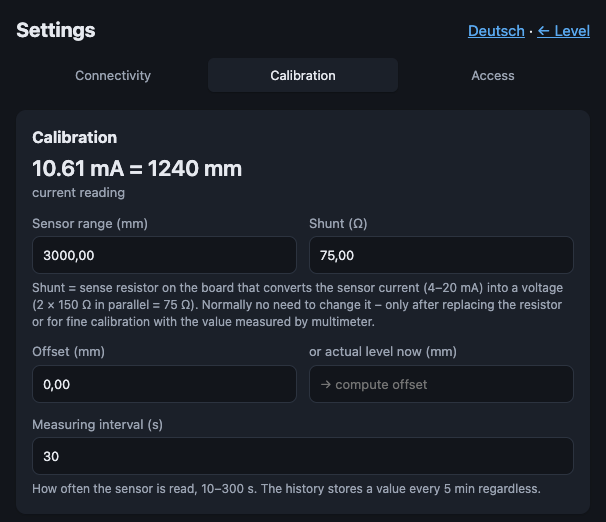 Settings
Deutsch · ← Level
Connectivity
Calibration
Access
Calibration
10.61 mA = 1240 mm
current reading
Sensor range (mm)
Shunt (Ω)
3000,00
75,00
Shunt = sense resistor on the board that converts the sensor current (4–20 mA) into a voltage
(2 × 150 Ω in parallel = 75 Ω). Normally no need to change it – only after replacing the resistor
or for fine calibration with the value measured by multimeter.
Offset (mm)
or actual level now (mm)
0,00
→ compute offset
Measuring interval (s)
30
How often the sensor is read, 10–300 s. The history stores a value every 5 min regardless.